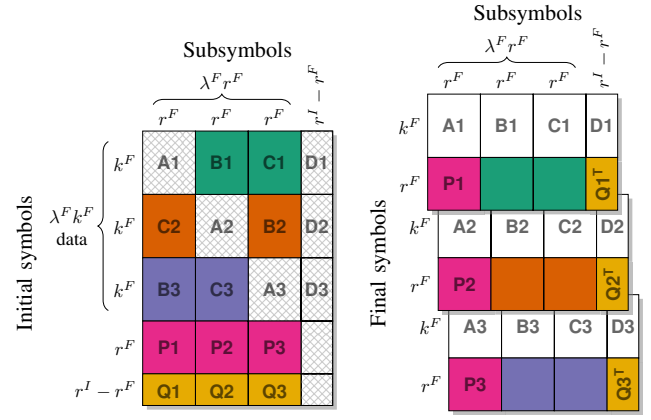 Subsymbols
λ^F r^F
r^F r^F r^F r^I − r^F
k^F A1 B1 C1 D1
λ^F k^F
data
k^F C2 A2 B2 D2
k^F B3 C3 A3 D3
r^F P1 P2 P3
r^I − r^F Q1 Q2 Q3
Initial symbols
Subsymbols
λ^F r^F
r^F r^F r^F r^I − r^F
k^F A1 B1 C1 D1
r^F P1 Q1^T
k^F A2 B2 C2 D2
r^F P2 Q2^T
k^F A3 B3 C3 D3
r^F P3 Q3^T
Final symbols